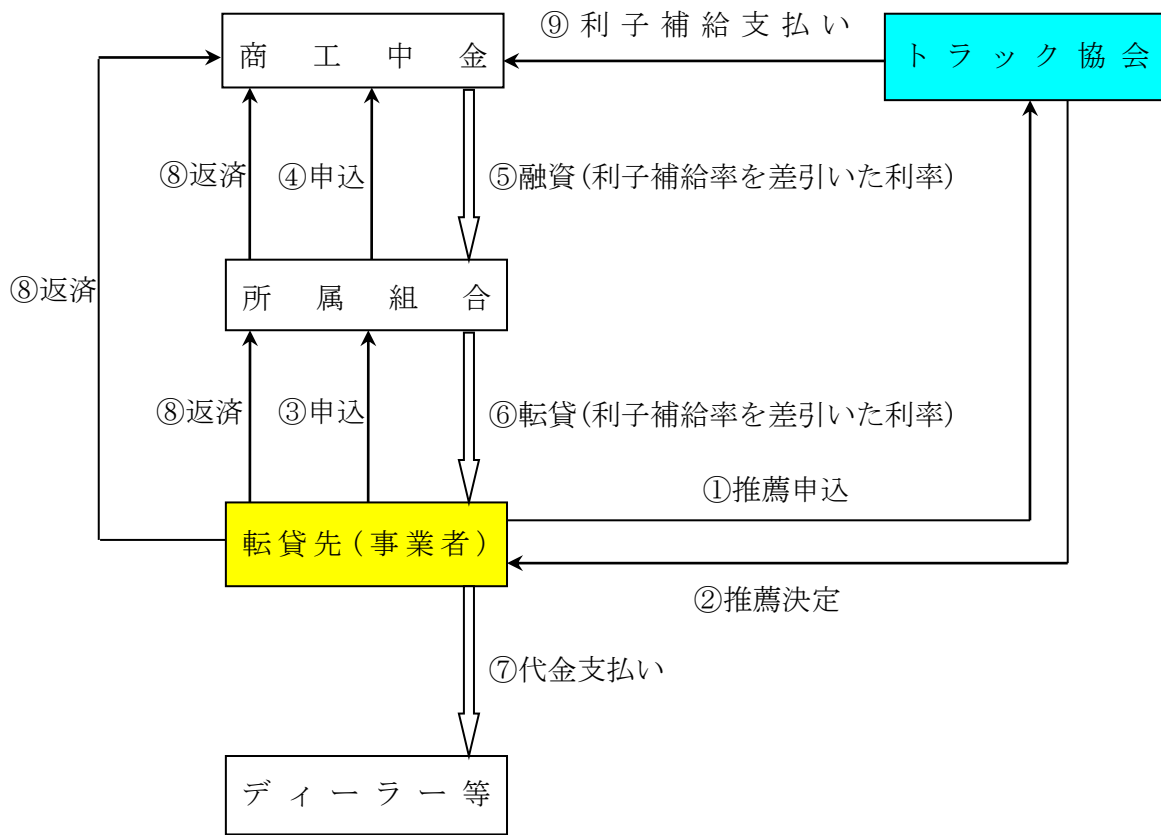 ⑨利子補給支払い
商工中金
トラック協会
⑧返済
④申込
⑤融資(利子補給率を差引いた利率)
所属組合
⑧返済
⑧返済
③申込
⑥転貸(利子補給率を差引いた利率)
①推薦申込
転貸先(事業者)
②推薦決定
⑦代金支払い
ディーラー等